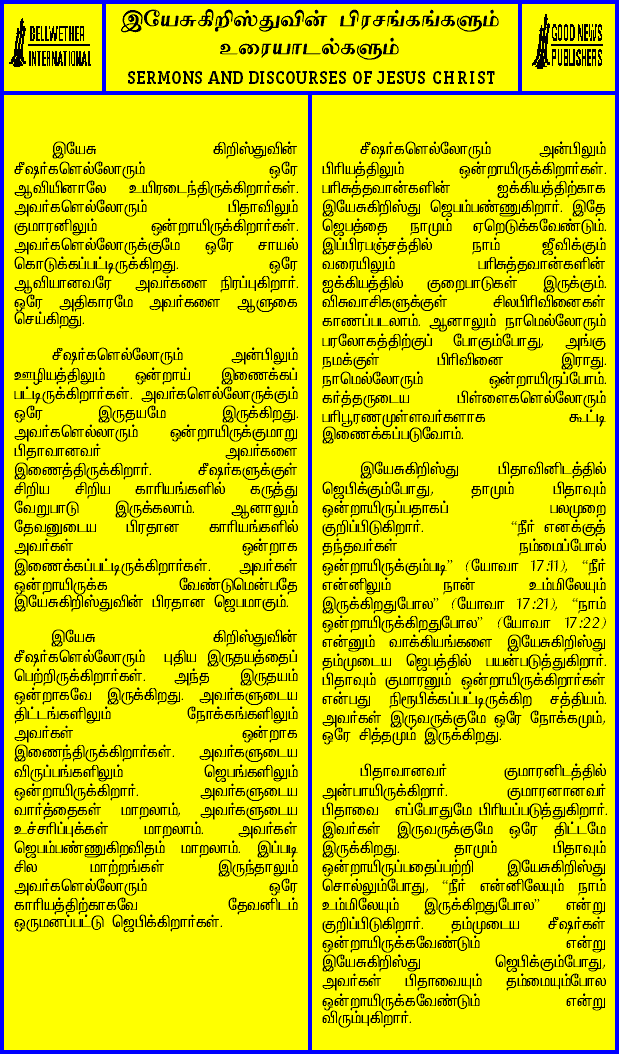 BELLWETHER
INTERNATIONAL
இயேசுகிறிஸ்துவின் பிரசங்கங்களும்
உரையாடல்களும்
SERMONS AND DISCOURSES OF JESUS CHRIST
GOOD NEWS
PUBLISHERS
இயேசு கிறிஸ்துவின்
சீஷர்களெல்லோரும் ஒரே
ஆவியினாலே உயிரடைந்திருக்கிறார்கள்.
அவர்களெல்லோரும் பிதாவிலும்
குமாரனிலும் ஒன்றாயிருக்கிறார்கள்.
அவர்களெல்லோருக்குமே ஒரே சாயல்
கொடுக்கப்பட்டிருக்கிறது. ஒரே
ஆவியானவரே அவர்களை நிரப்புகிறார்.
ஒரே அதிகாரமே அவர்களை ஆளுகை
செய்கிறது.
சீஷர்களெல்லோரும் அன்பிலும்
ஊழியத்திலும் ஒன்றாய் இணைக்கப்
பட்டிருக்கிறார்கள். அவர்களெல்லோருக்கும்
ஒரே இருதயமே இருக்கிறது.
அவர்களெல்லாரும் ஒன்றாயிருக்குமாறு
பிதாவானவர் அவர்களை
இணைத்திருக்கிறார். சீஷர்களுக்குள்
சிறிய சிறிய காரியங்களில் கருத்து
வேறுபாடு இருக்கலாம். ஆனாலும்
தேவனுடைய பிரதான காரியங்களில்
அவர்கள் ஒன்றாக
இணைக்கப்பட்டிருக்கிறார்கள். அவர்கள்
ஒன்றாயிருக்க வேண்டுமென்பதே
இயேசுகிறிஸ்துவின் பிரதான ஜெபமாகும்.
இயேசு கிறிஸ்துவின்
சீஷர்களெல்லோரும் புதிய இருதயத்தைப்
பெற்றிருக்கிறார்கள். அந்த இருதயம்
ஒன்றாகவே இருக்கிறது. அவர்களுடைய
திட்டங்களிலும் நோக்கங்களிலும்
அவர்கள் ஒன்றாக
இணைந்திருக்கிறார்கள். அவர்களுடைய
விருப்பங்களிலும் ஜெபங்களிலும்
ஒன்றாயிருக்கிறார். அவர்களுடைய
வார்த்தைகள் மாறலாம், அவர்களுடைய
உச்சரிப்புக்கள் மாறலாம். அவர்கள்
ஜெபம்பண்ணுகிறவிதம் மாறலாம். இப்படி
சில மாற்றங்கள் இருந்தாலும்
அவர்களெல்லோரும் ஒரே
காரியத்திற்காகவே தேவனிடம்
ஒருமனப்பட்டு ஜெபிக்கிறார்கள்.
சீஷர்களெல்லோரும் அன்பிலும்
பிரியத்திலும் ஒன்றாயிருக்கிறார்கள்.
பரிசுத்தவான்களின் ஐக்கியத்திற்காக
இயேசுகிறிஸ்து ஜெபம்பண்ணுகிறார். இதே
ஜெபத்தை நாமும் ஏறெடுக்கவேண்டும்.
இப்பிரபஞ்சத்தில் நாம் ஜீவிக்கும்
வரையிலும் பரிசுத்தவான்களின்
ஐக்கியத்தில் குறைபாடுகள் இருக்கும்.
விசுவாசிகளுக்குள் சிலபிரிவினைகள்
காணப்படலாம். ஆனாலும் நாமெல்லோரும்
பரலோகத்திற்குப் போகும்போது, அங்கு
நமக்குள் பிரிவினை இராது.
நாமெல்லோரும் ஒன்றாயிருப்போம்.
கர்த்தருடைய பிள்ளைகளெல்லோரும்
பரிபூரணமுள்ளவர்களாக கூட்டி
இணைக்கப்படுவோம்.
இயேசுகிறிஸ்து பிதாவினிடத்தில்
ஜெபிக்கும்போது, தாமும் பிதாவும்
ஒன்றாயிருப்பதாகப் பலமுறை
குறிப்பிடுகிறார். “நீர் எனக்குத்
தந்தவர்கள் நம்மைப்போல்
ஒன்றாயிருக்கும்படி” (யோவா 17:11), “நீர்
என்னிலும் நான் உம்மிலேயும்
இருக்கிறதுபோல” (யோவா 17:21), “நாம்
ஒன்றாயிருக்கிறதுபோல” (யோவா 17:22)
என்னும் வாக்கியங்களை இயேசுகிறிஸ்து
தம்முடைய ஜெபத்தில் பயன்படுத்துகிறார்.
பிதாவும் குமாரனும் ஒன்றாயிருக்கிறார்கள்
என்பது நிரூபிக்கப்பட்டிருக்கிற சத்தியம்.
அவர்கள் இருவருக்குமே ஒரே நோக்கமும்,
ஒரே சித்தமும் இருக்கிறது.
பிதாவானவர் குமாரனிடத்தில்
அன்பாயிருக்கிறார். குமாரனானவர்
பிதாவை எப்போதுமே பிரியப்படுத்துகிறார்.
இவர்கள் இருவருக்குமே ஒரே திட்டமே
இருக்கிறது. தாமும் பிதாவும்
ஒன்றாயிருப்பதைப்பற்றி இயேசுகிறிஸ்து
சொல்லும்போது, “நீர் என்னிலேயும் நாம்
உம்மிலேயும் இருக்கிறதுபோல” என்று
குறிப்பிடுகிறார். தம்முடைய சீஷர்கள்
ஒன்றாயிருக்கவேண்டும் என்று
இயேசுகிறிஸ்து ஜெபிக்கும்போது,
அவர்கள் பிதாவையும் தம்மையும்போல
ஒன்றாயிருக்கவேண்டும் என்று
விரும்புகிறார்.